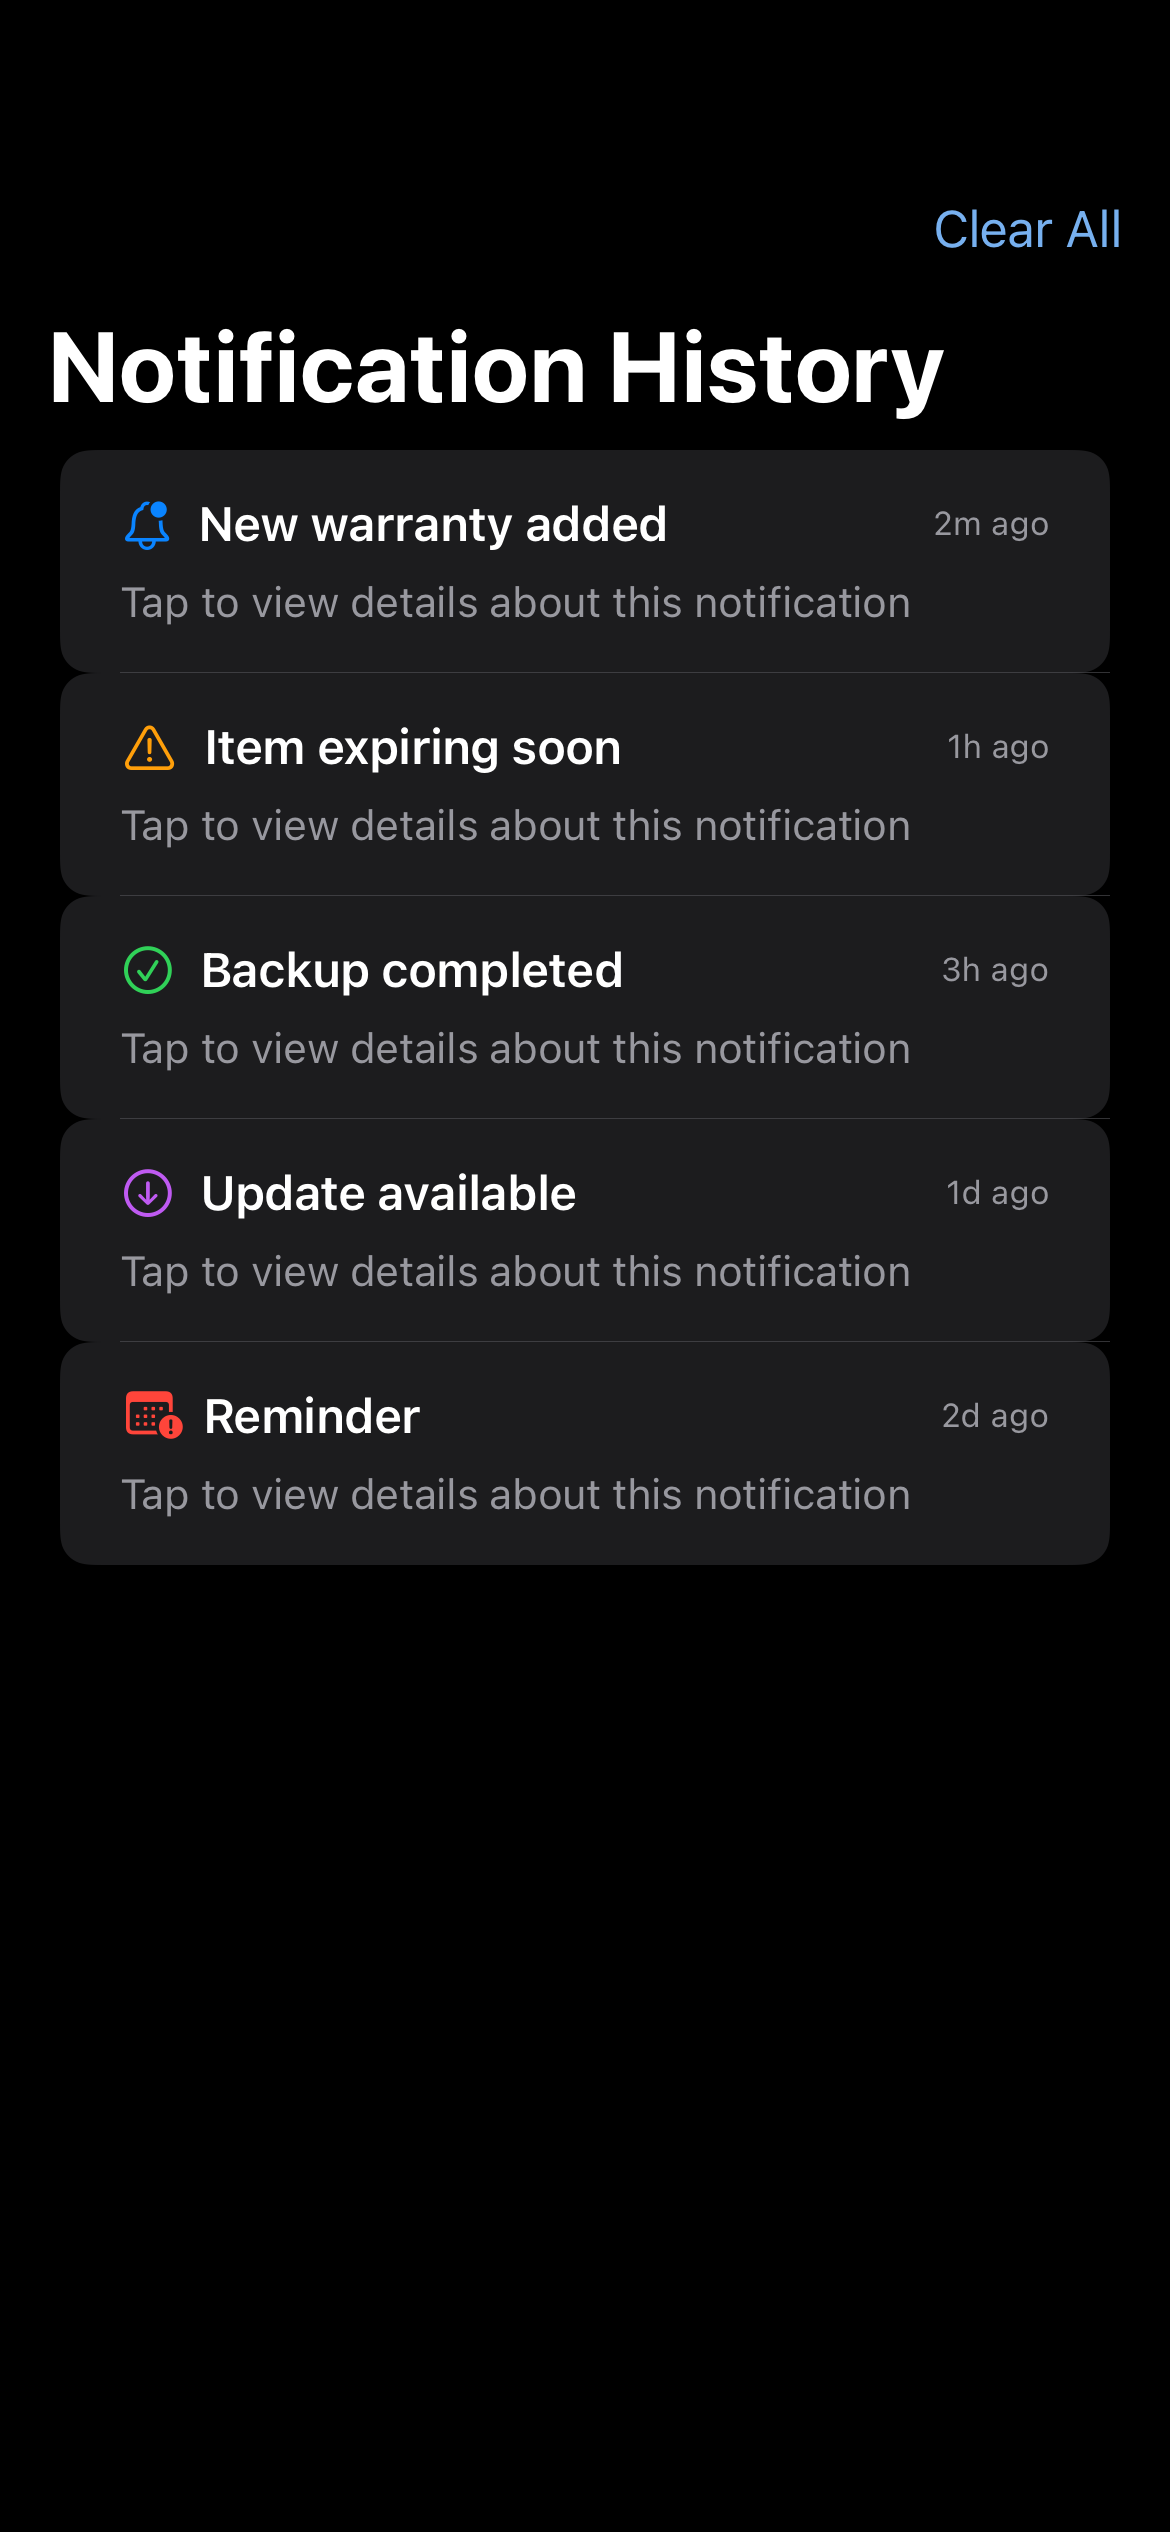 Clear All
Notification History
New warranty added
2m ago
Tap to view details about this notification
Item expiring soon
1h ago
Tap to view details about this notification
Backup completed
3h ago
Tap to view details about this notification
Update available
1d ago
Tap to view details about this notification
Reminder
2d ago
Tap to view details about this notification